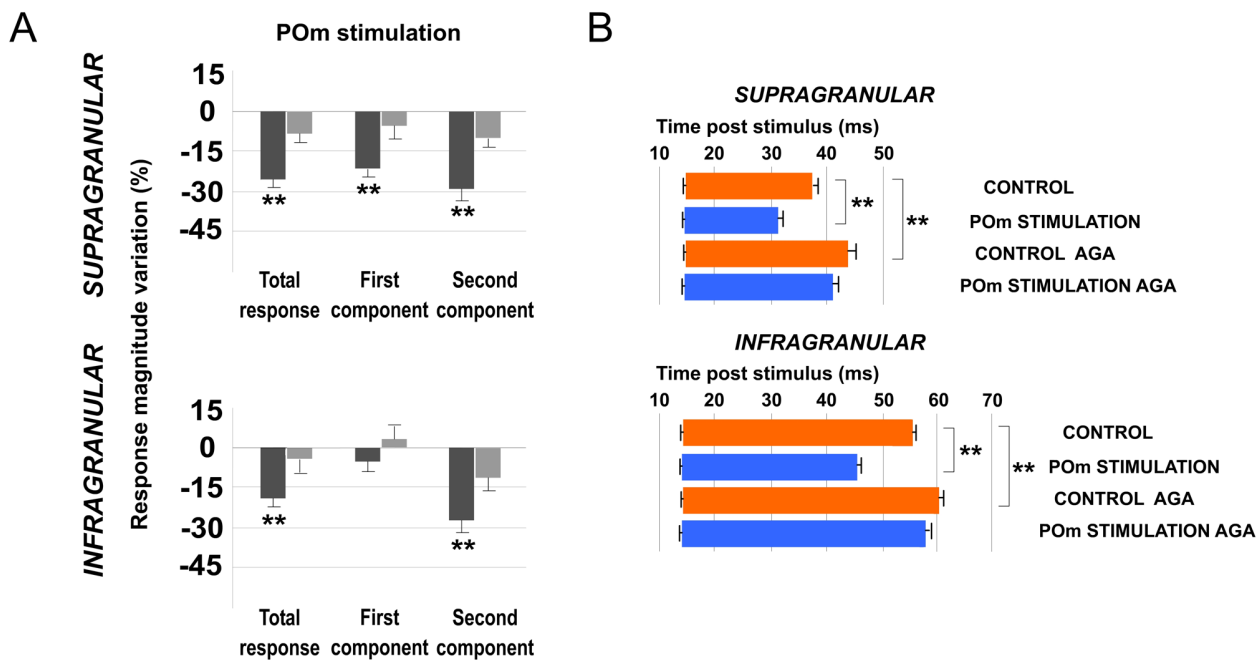 A
POm stimulation
SUPRAGRANULAR
Response magnitude variation (%)
15
0
-15
-30
-45
**
**
**
Total response
First component
Second component
INFRAGRANULAR
15
0
-15
-30
-45
**
**
Total response
First component
Second component
B
SUPRAGRANULAR
Time post stimulus (ms)
10 20 30 40 50
CONTROL
POm STIMULATION
CONTROL AGA
POm STIMULATION AGA
**
**
INFRAGRANULAR
Time post stimulus (ms)
10 20 30 40 50 60 70
CONTROL
POm STIMULATION
CONTROL AGA
POm STIMULATION AGA
**
**